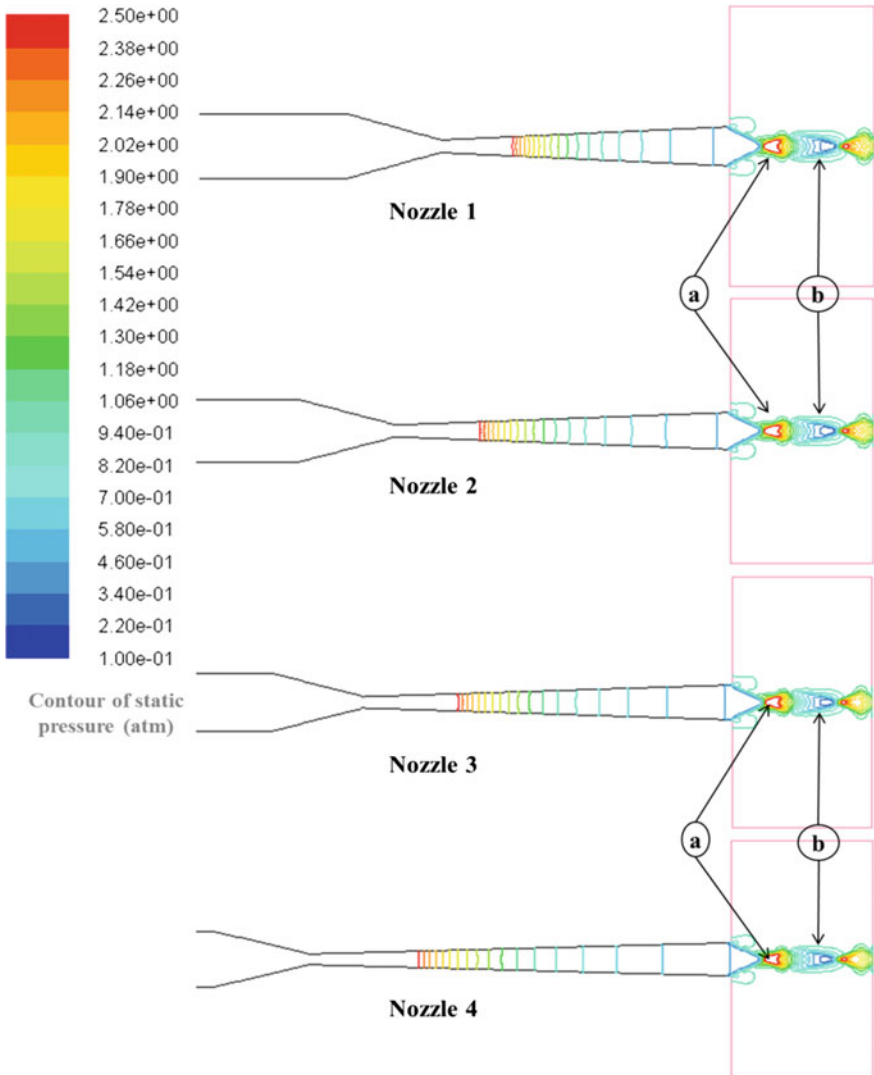 2.50e+00
2.38e+00
2.26e+00
2.14e+00
2.02e+00
1.90e+00
1.78e+00
1.66e+00
1.54e+00
1.42e+00
1.30e+00
1.18e+00
1.06e+00
9.40e-01
8.20e-01
7.00e-01
5.80e-01
4.60e-01
3.40e-01
2.20e-01
1.00e-01
Contour of static
pressure (atm)
Nozzle 1
a
b
Nozzle 2
Nozzle 3
a
b
Nozzle 4